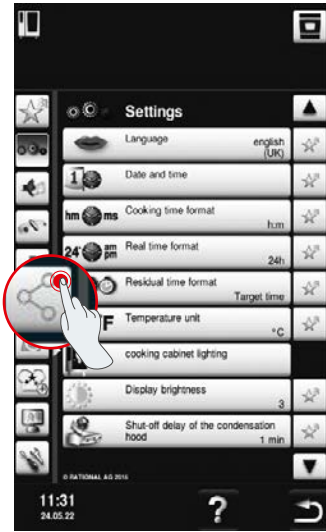 Settings
Language
english
(UK)
1
Date and time
hm
ms
Cooking time format
h:m
24°
am
pm
Real time format
24h
Residual time format
Target time
F
Temperature unit
°C
cooking cabinet lighting
Display brightness
3
Shut-off delay of the condensation
hood
1 min
© RATIONAL AG 2016
11:31
24.05.22
?